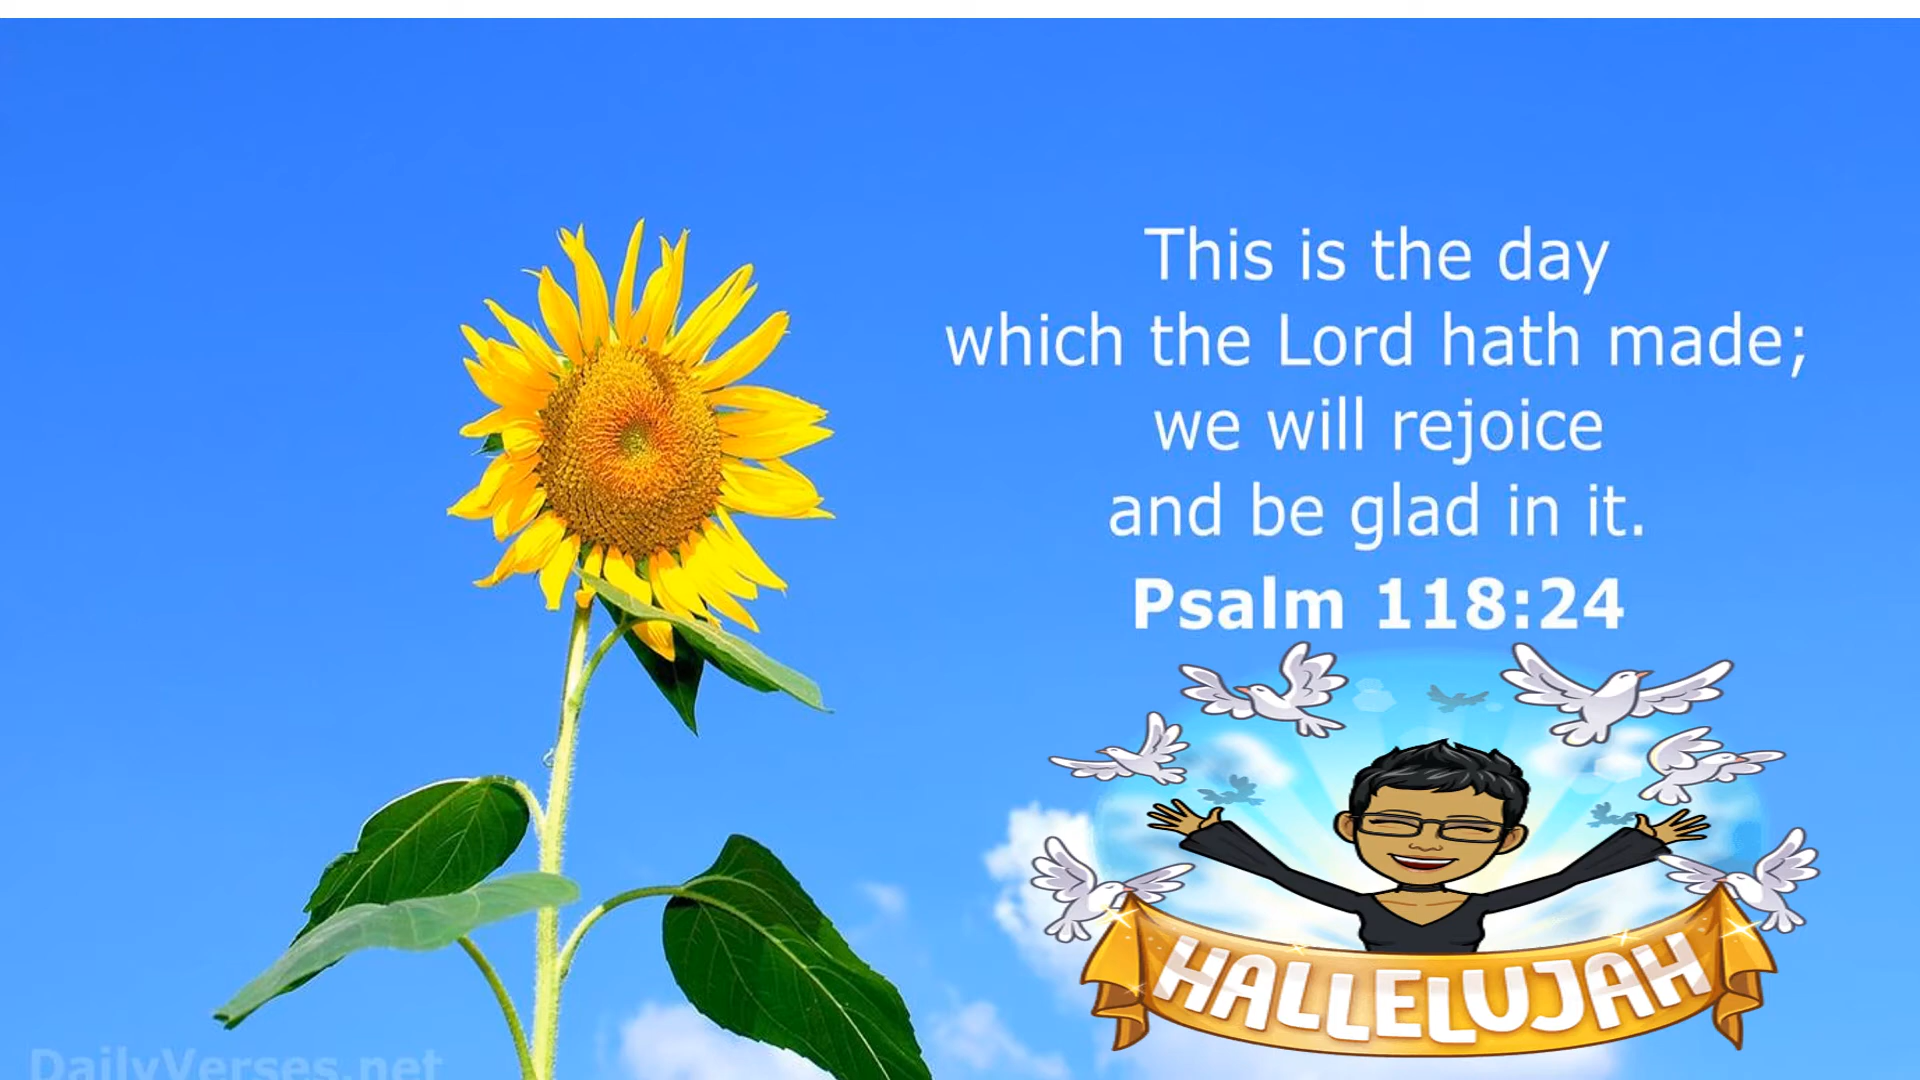 This is the day
which the Lord hath made;
we will rejoice
and be glad in it.
Psalm 118:24
HALLELUJAH
DailyVerses.net